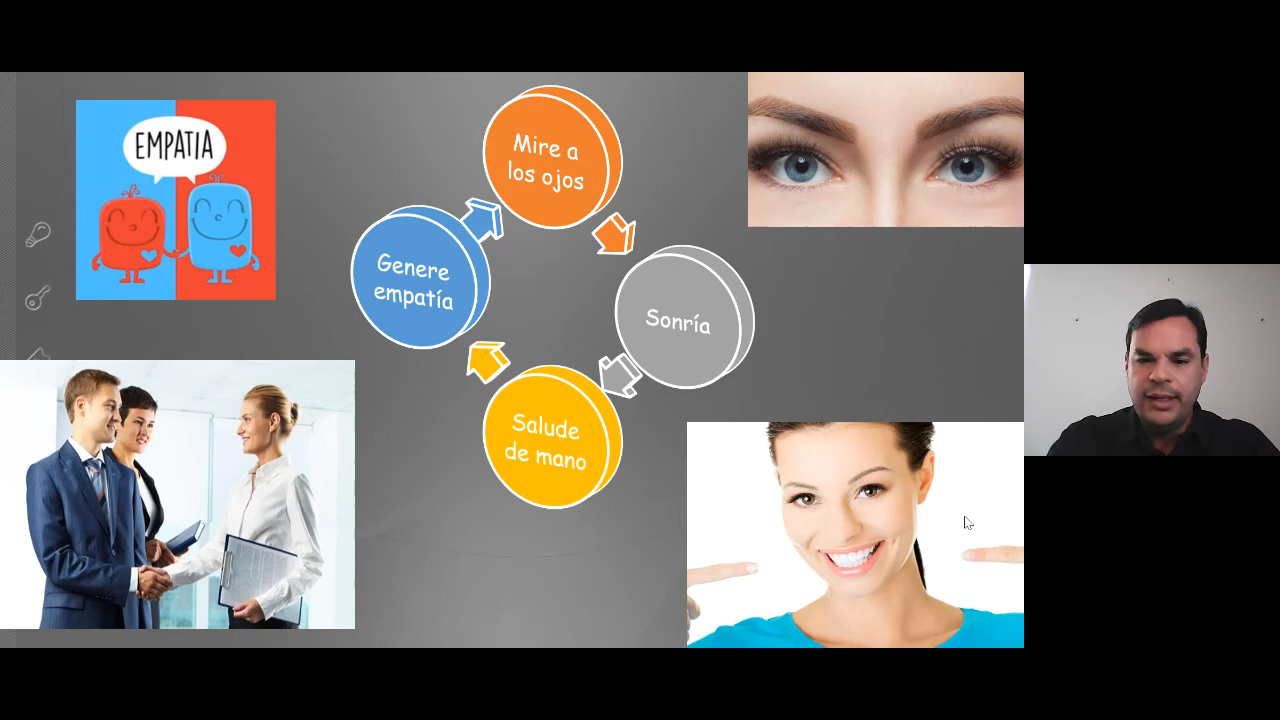 EMPATIA
Mire a
los ojos
Genere
empatía
Sonría
Salude
de mano